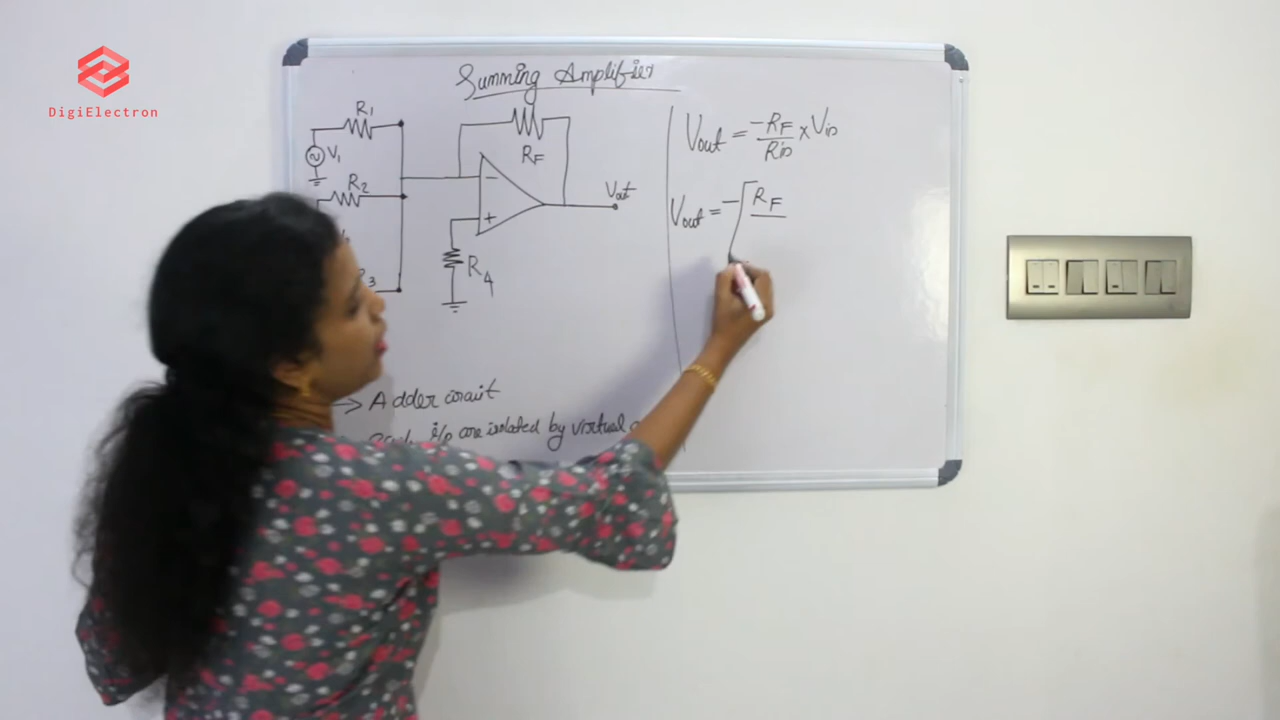 DigiElectron
Summing Amplifier
R1
V1
R2
3
RF
−
+
R4
Vout
Vout = -RF/Rin x Vin
Vout = - [ RF
→ Adder circuit
i/p are isolated by virtual